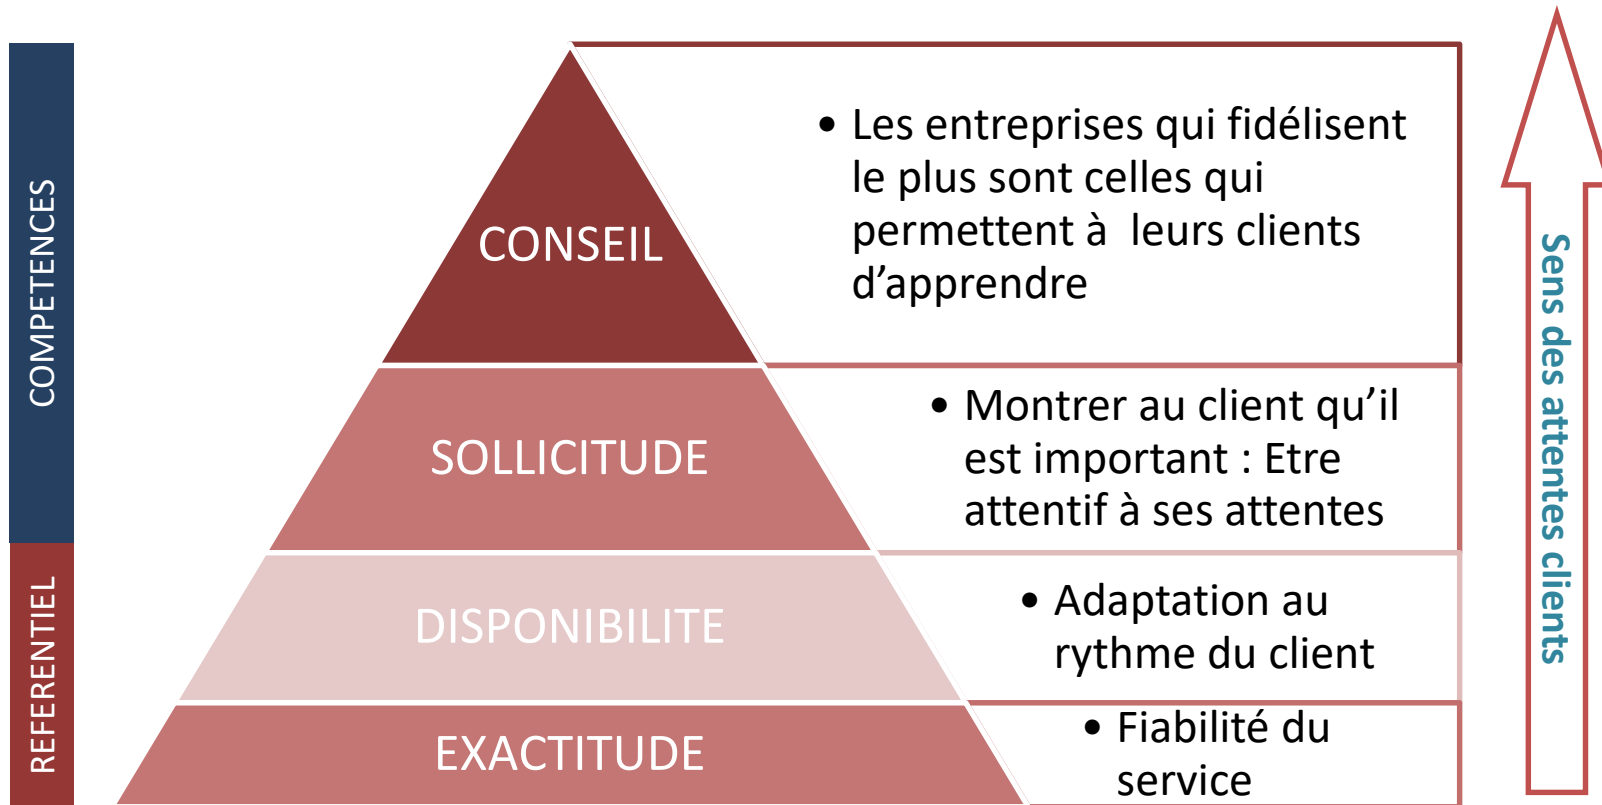 COMPETENCES
REFERENTIEL
CONSEIL
• Les entreprises qui fidélisent
le plus sont celles qui
permettent à  leurs clients
d’apprendre
SOLLICITUDE
• Montrer au client qu’il
est important : Etre
attentif à ses attentes
DISPONIBILITE
• Adaptation au
rythme du client
EXACTITUDE
• Fiabilité du
service
Sens des attentes clients